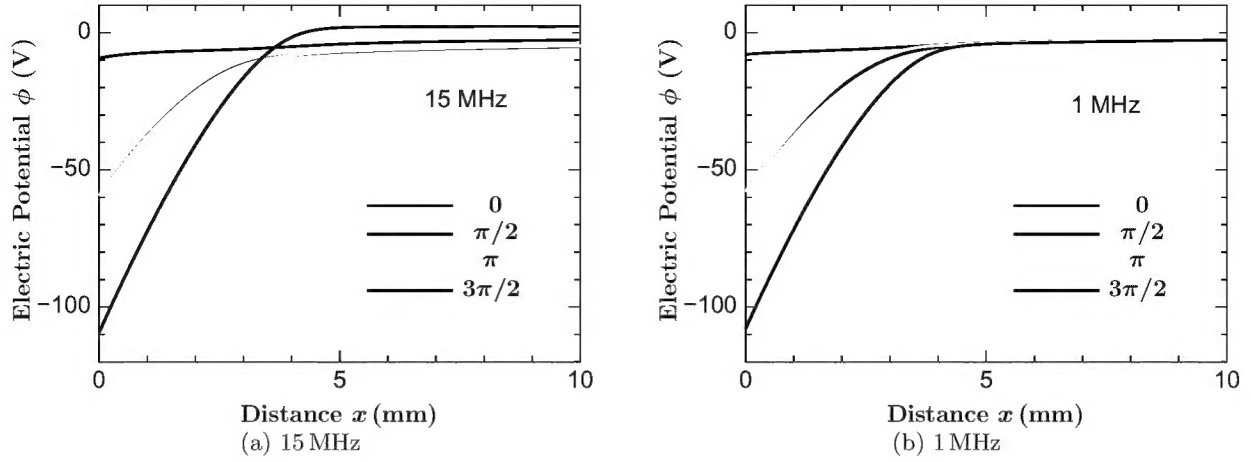 Electric Potential ϕ (V)
0
−50
−100
15 MHz
0
π/2
π
3π/2
0
5
10
Distance x (mm)
(a) 15 MHz
Electric Potential ϕ (V)
0
−50
−100
1 MHz
0
π/2
π
3π/2
0
5
10
Distance x (mm)
(b) 1 MHz